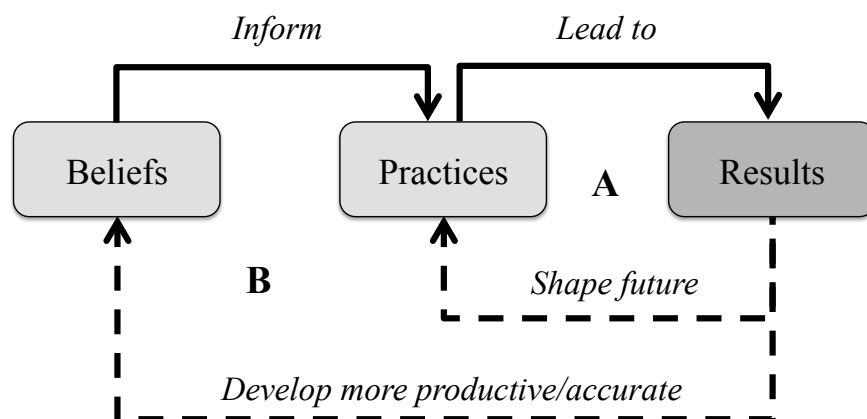 Inform
Lead to
Beliefs
Practices
Results
A
B
Shape future
Develop more productive/accurate